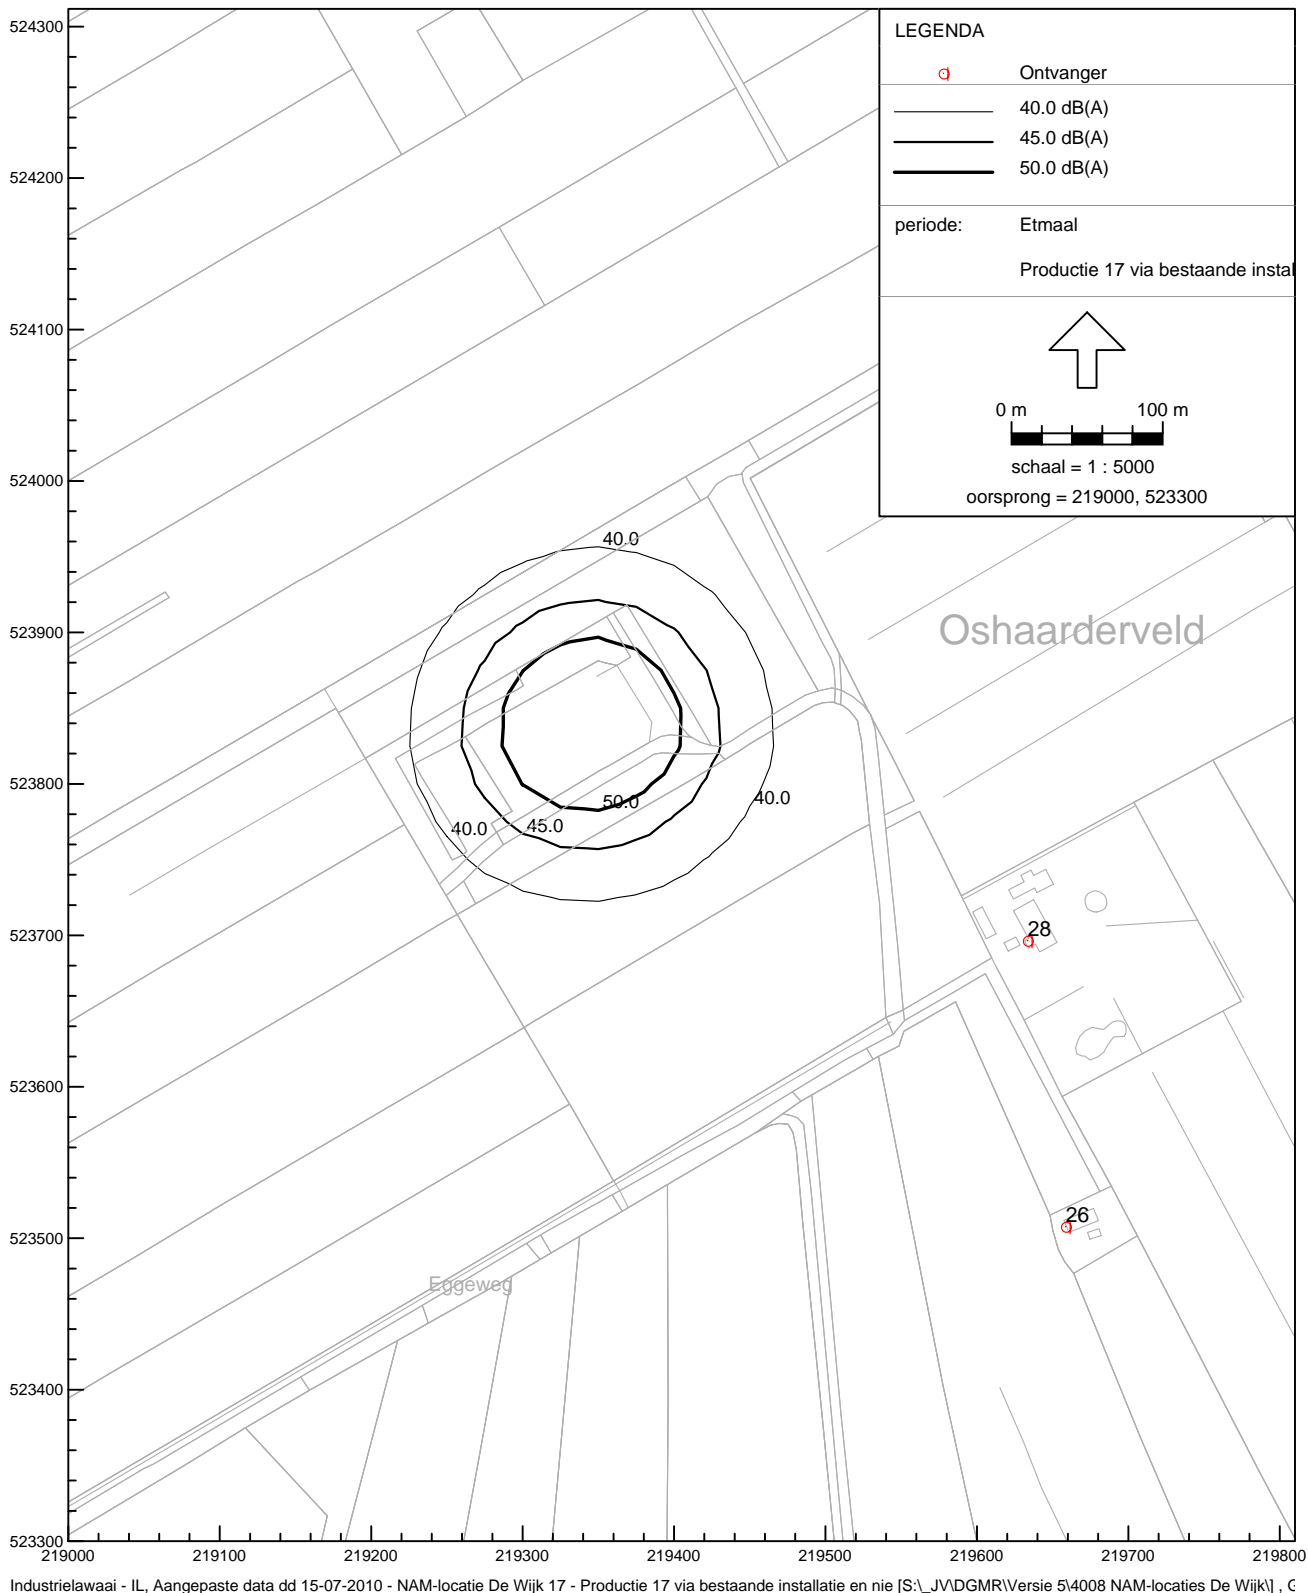 524300
524200
524100
524000
523900
523800
523700
523600
523500
523400
523300
219000
219100
219200
219300
219400
219500
219600
219700
219800
LEGENDA
Ontvanger
40.0 dB(A)
45.0 dB(A)
50.0 dB(A)
periode: Etmaal
Productie 17 via bestaande instal
0 m 100 m
schaal = 1 : 5000
oorsprong = 219000, 523300
40.0
Oshaarderveld
50.0
40.0
45.0
40.0
28
26
Eggeweg
Industrielawaai - IL, Aangepaste data dd 15-07-2010 - NAM-locatie De Wijk 17 - Productie 17 via bestaande installatie en nie [S:\_JV\DGMR\Versie 5\4008 NAM-locaties De Wijk\] ,